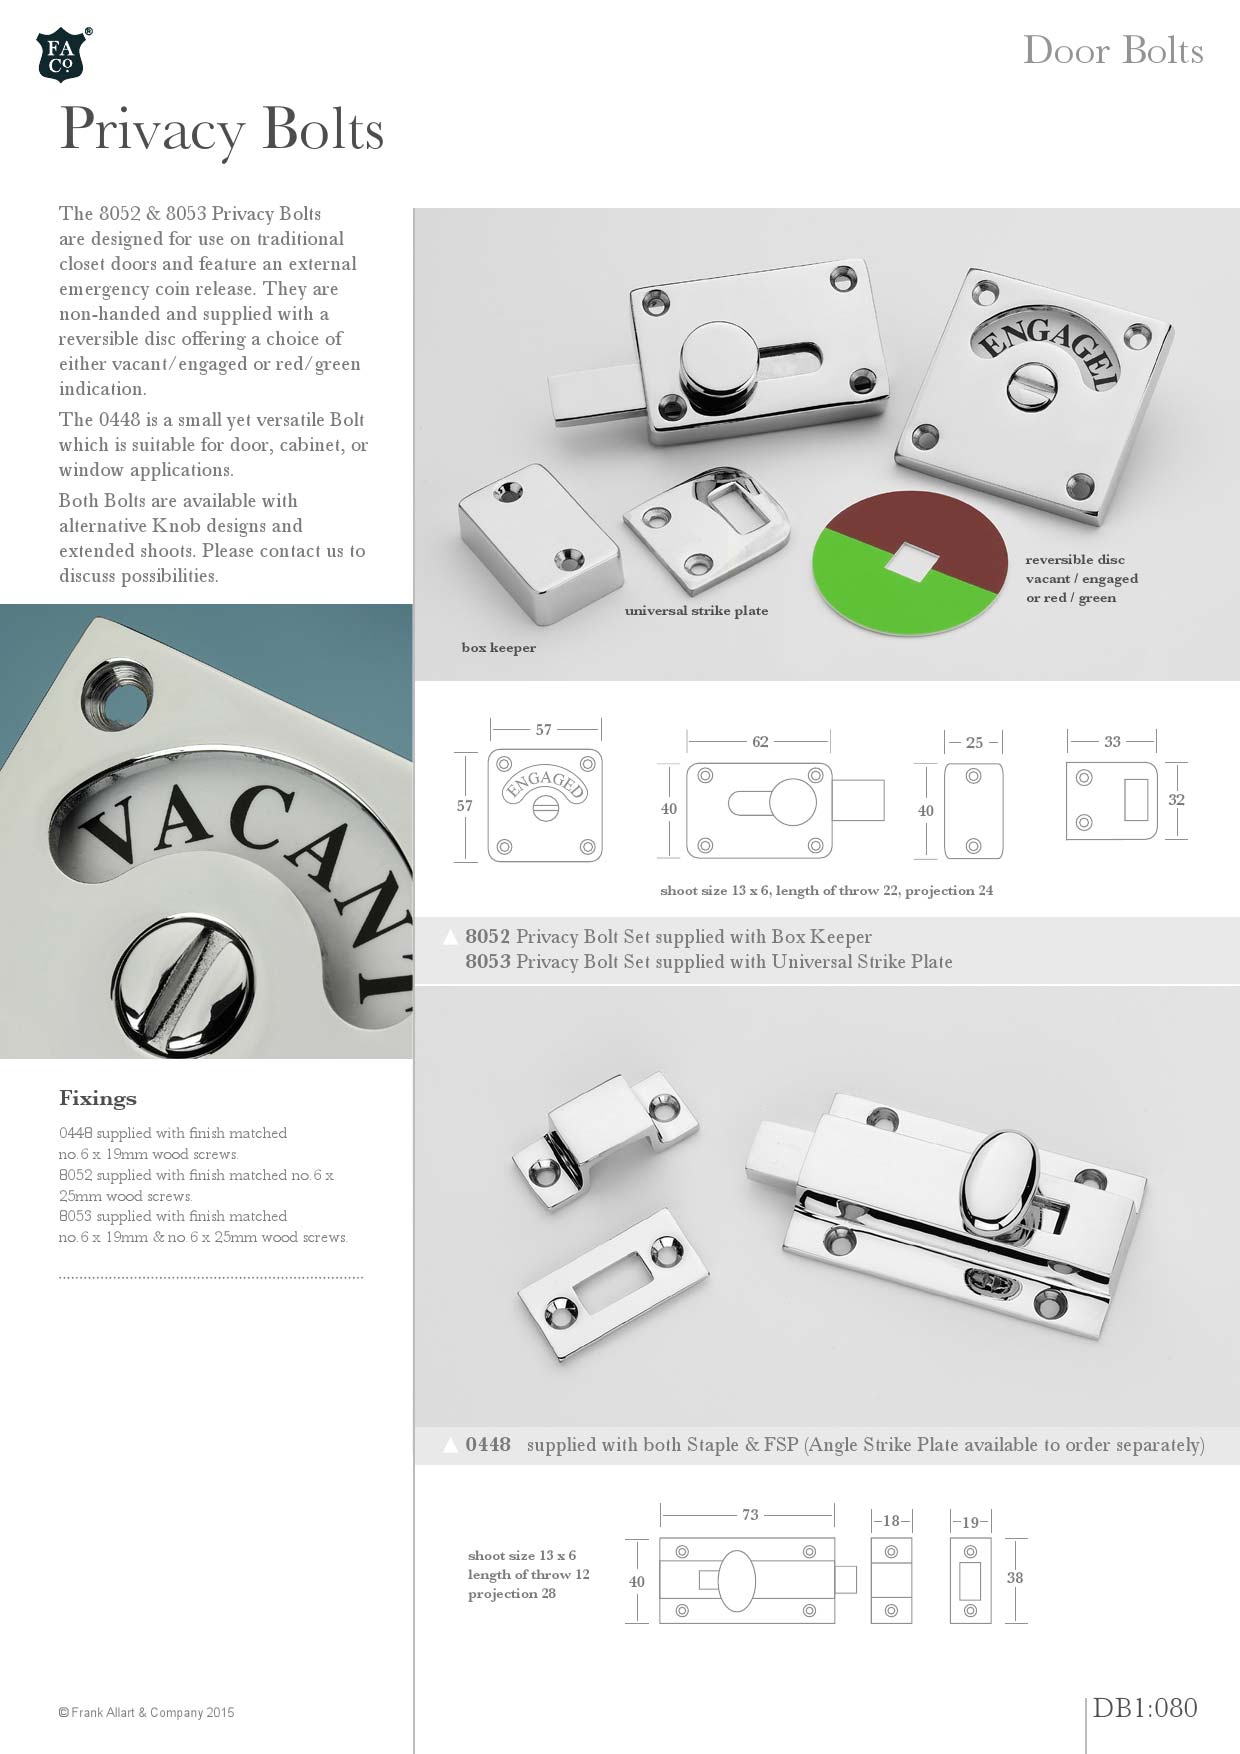 FA
Co. ®
Door Bolts
Privacy Bolts
The 8052 & 8053 Privacy Bolts
are designed for use on traditional
closet doors and feature an external
emergency coin release. They are
non-handed and supplied with a
reversible disc offering a choice of
either vacant/engaged or red/green
indication.
The 0448 is a small yet versatile Bolt
which is suitable for door, cabinet, or
window applications.
Both Bolts are available with
alternative Knob designs and
extended shoots. Please contact us to
discuss possibilities.
VACANT
Fixings
0448 supplied with finish matched
no. 6 x 19mm wood screws.
8052 supplied with finish matched no. 6 x
25mm wood screws.
8053 supplied with finish matched
no. 6 x 19mm & no. 6 x 25mm wood screws.
ENGAGED
reversible disc
vacant / engaged
or red / green
universal strike plate
box keeper
57
62
25
33
ENGAGED
57
40
40
32
shoot size 13 x 6, length of throw 22, projection 24
8052 Privacy Bolt Set supplied with Box Keeper
8053 Privacy Bolt Set supplied with Universal Strike Plate
0448 supplied with both Staple & FSP (Angle Strike Plate available to order separately)
73
18
19
shoot size 13 x 6
length of throw 12
projection 28
40
38
© Frank Allart & Company 2015
DB1:080